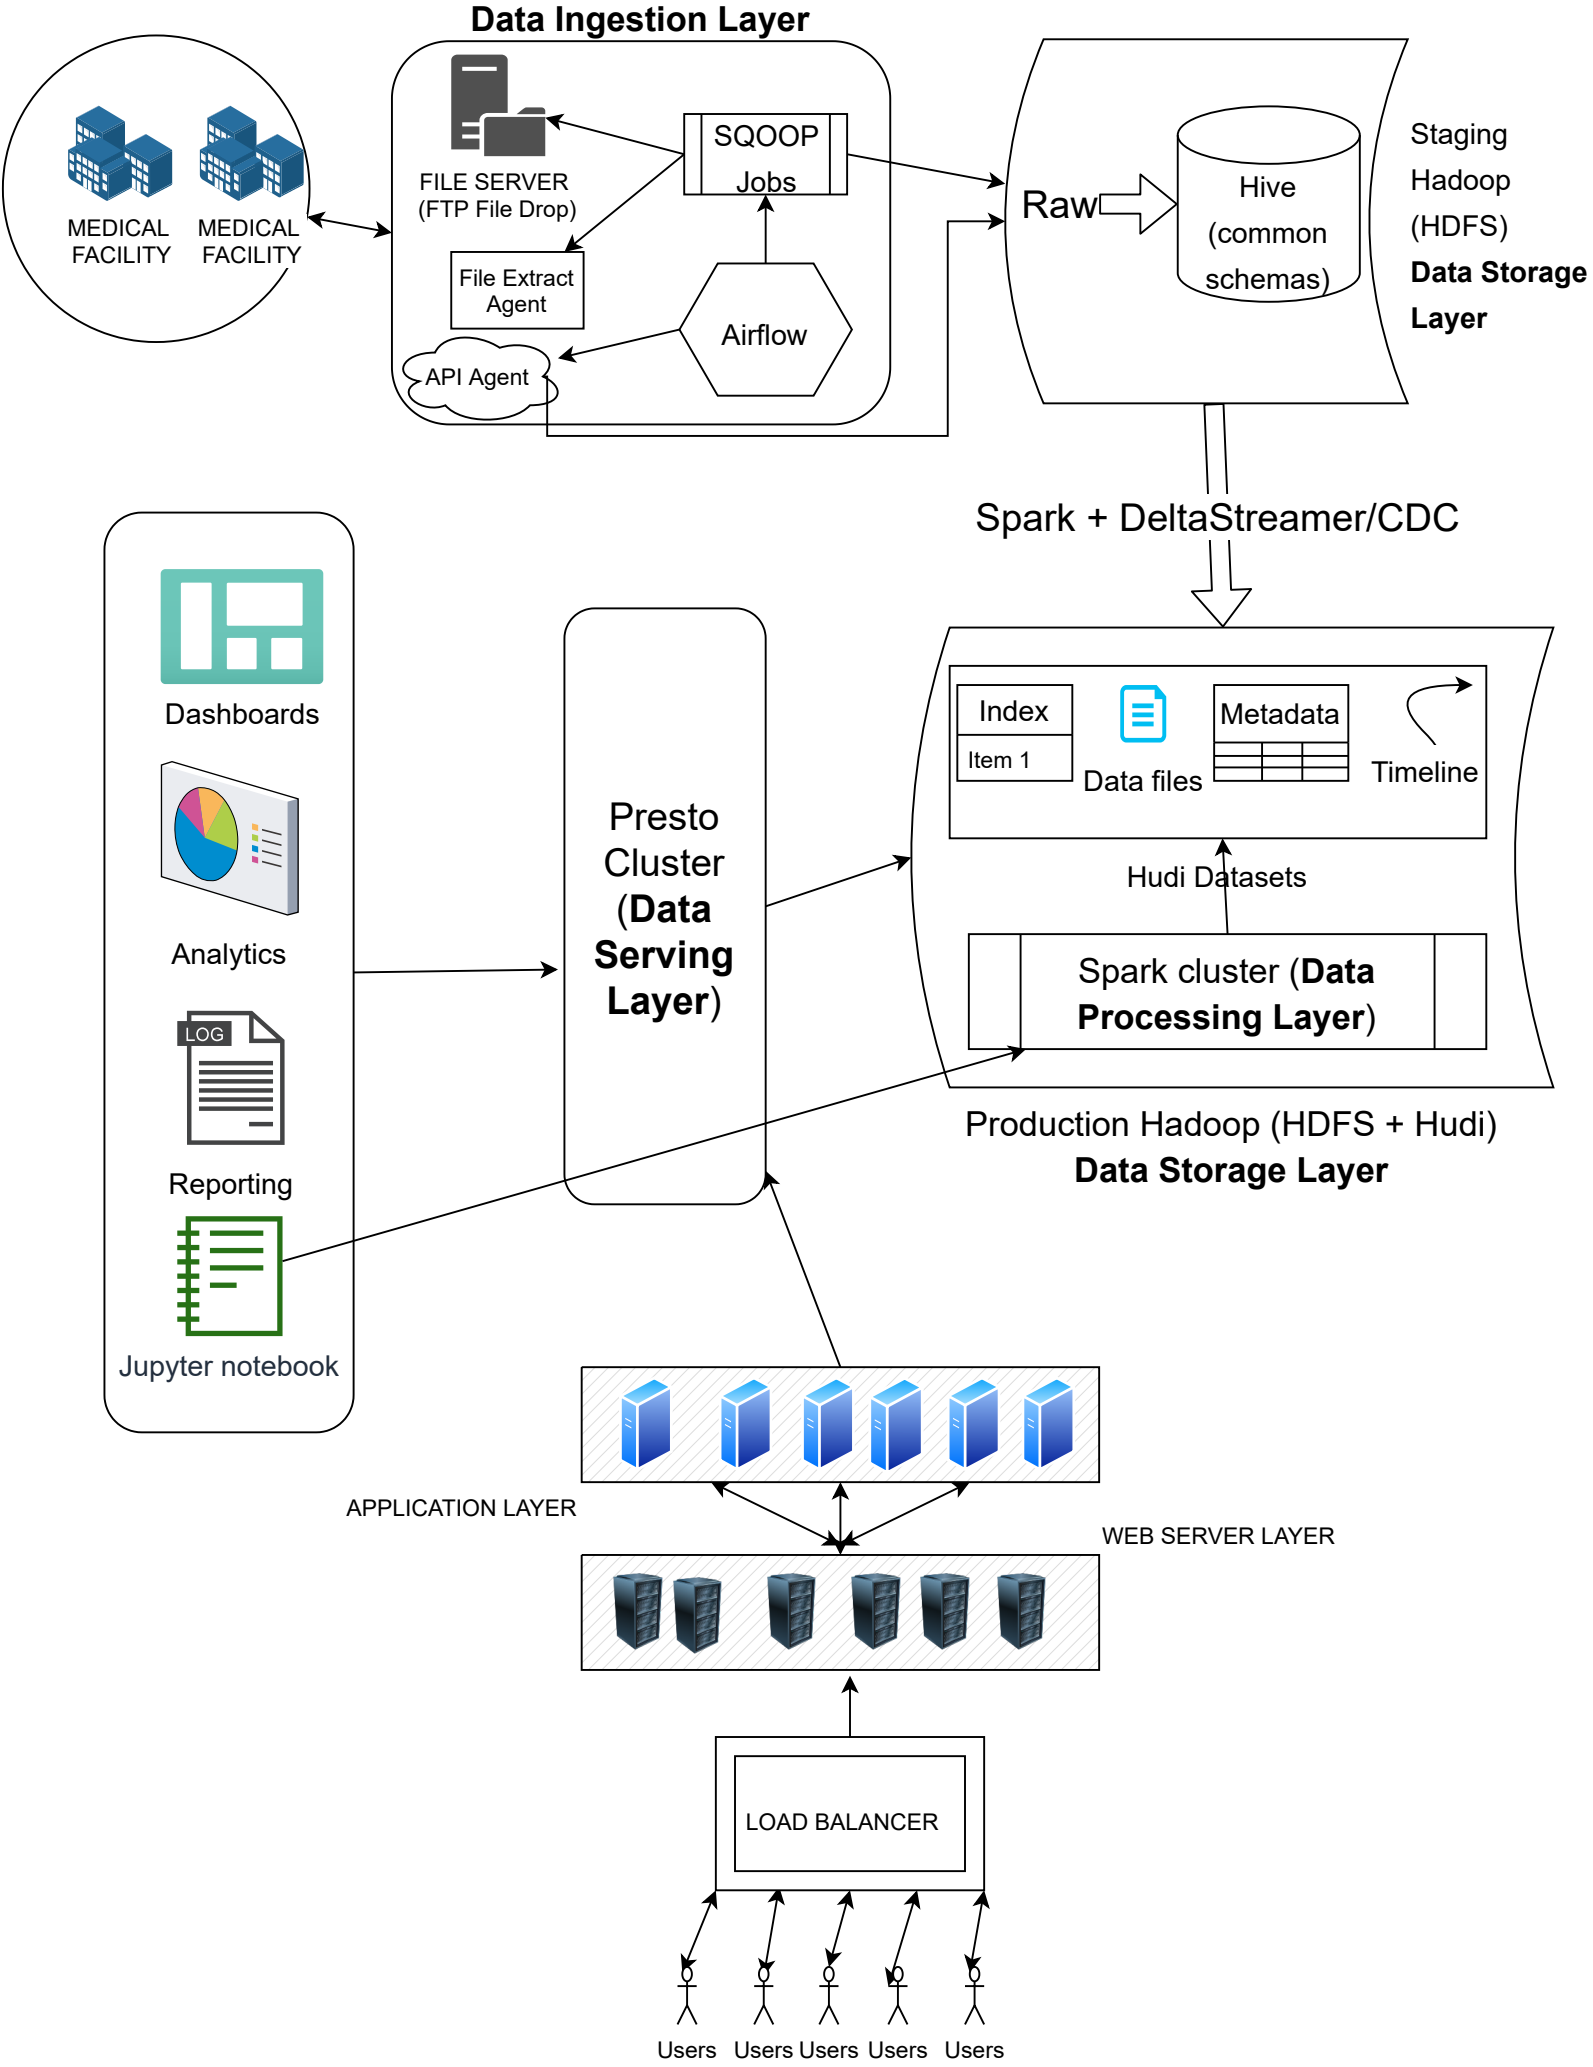 Data Ingestion Layer
MEDICAL
FACILITY
MEDICAL
FACILITY
FILE SERVER
(FTP File Drop)
SQOOP
Jobs
File Extract
Agent
Airflow
API Agent
Raw
Hive
(common
schemas)
Staging
Hadoop
(HDFS)
Data Storage
Layer
Spark + DeltaStreamer/CDC
Dashboards
Analytics
LOG
Reporting
Jupyter notebook
Presto
Cluster
(Data
Serving
Layer)
Index
Item 1
Data files
Metadata
Timeline
Hudi Datasets
Spark cluster (Data
Processing Layer)
Production Hadoop (HDFS + Hudi)
Data Storage Layer
APPLICATION LAYER
WEB SERVER LAYER
LOAD BALANCER
Users
Users
Users
Users
Users